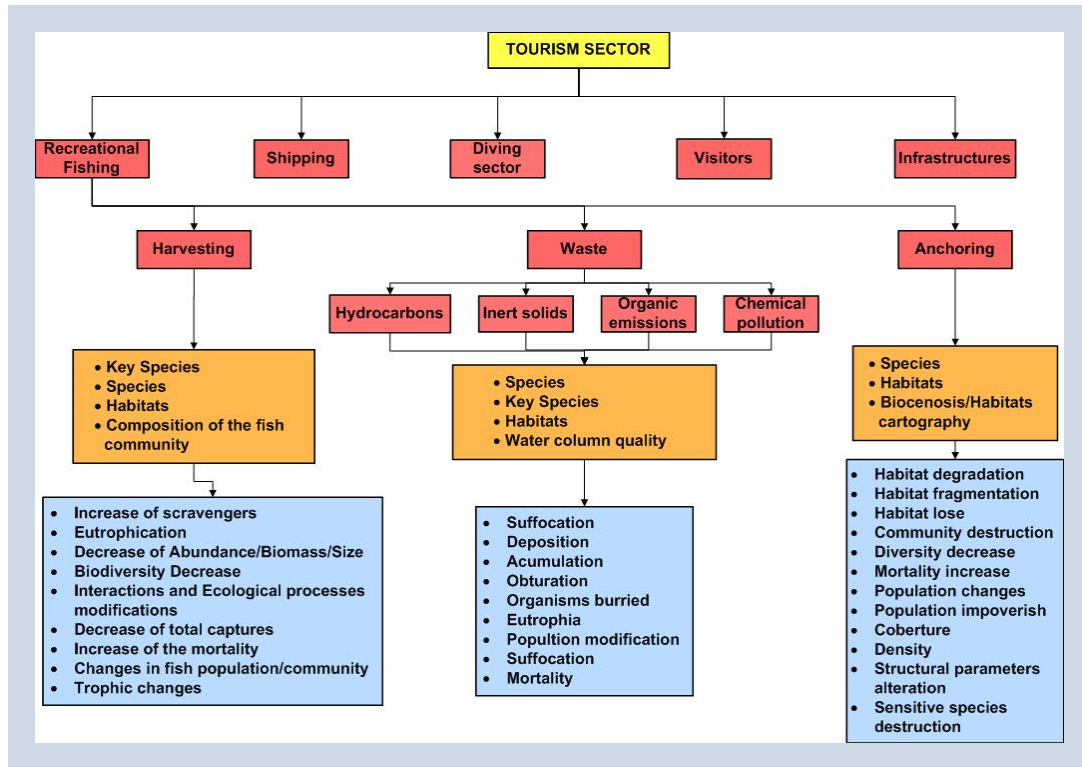 TOURISM SECTOR
Recreational
Fishing
Shipping
Diving
sector
Visitors
Infrastructures
Harvesting
Waste
Anchoring
Hydrocarbons
Inert solids
Organic
emissions
Chemical
pollution
• Key Species
• Species
• Habitats
• Composition of the fish
community
• Species
• Key Species
• Habitats
• Water column quality
• Species
• Habitats
• Biocenosis/Habitats
cartography
• Increase of scravengers
• Eutrophication
• Decrease of Abundance/Biomass/Size
• Biodiversity Decrease
• Interactions and Ecological processes
modifications
• Decrease of total captures
• Increase of the mortality
• Changes in fish population/community
• Trophic changes
• Suffocation
• Deposition
• Acumulation
• Obturation
• Organisms burried
• Eutrophia
• Popultion modification
• Suffocation
• Mortality
• Habitat degradation
• Habitat fragmentation
• Habitat lose
• Community destruction
• Diversity decrease
• Mortality increase
• Population changes
• Population impoverish
• Coberture
• Density
• Structural parameters
alteration
• Sensitive species
destruction